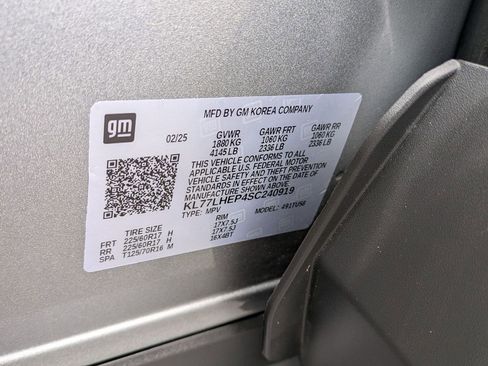 gm
MFD BY GM KOREA COMPANY
02/25 GVWR GAWR FRT GAWR RR
1880 KG 1060 KG 1060 KG
4145 LB 2336 LB 2336 LB
THIS VEHICLE CONFORMS TO ALL
APPLICABLE U.S. FEDERAL MOTOR
VEHICLE SAFETY AND THEFT PREVENTION
STANDARDS IN EFFECT ON THE DATE OF
MANUFACTURE SHOWN ABOVE.
KL77LHEP4SC240919
TYPE: MPV MODEL: 491TU58
TIRE SIZE RIM
FRT 225/60R17 H 17X7.5J
RR 225/60R17 H 17X7.5J
SPA T125/70R16 M 16X4BT